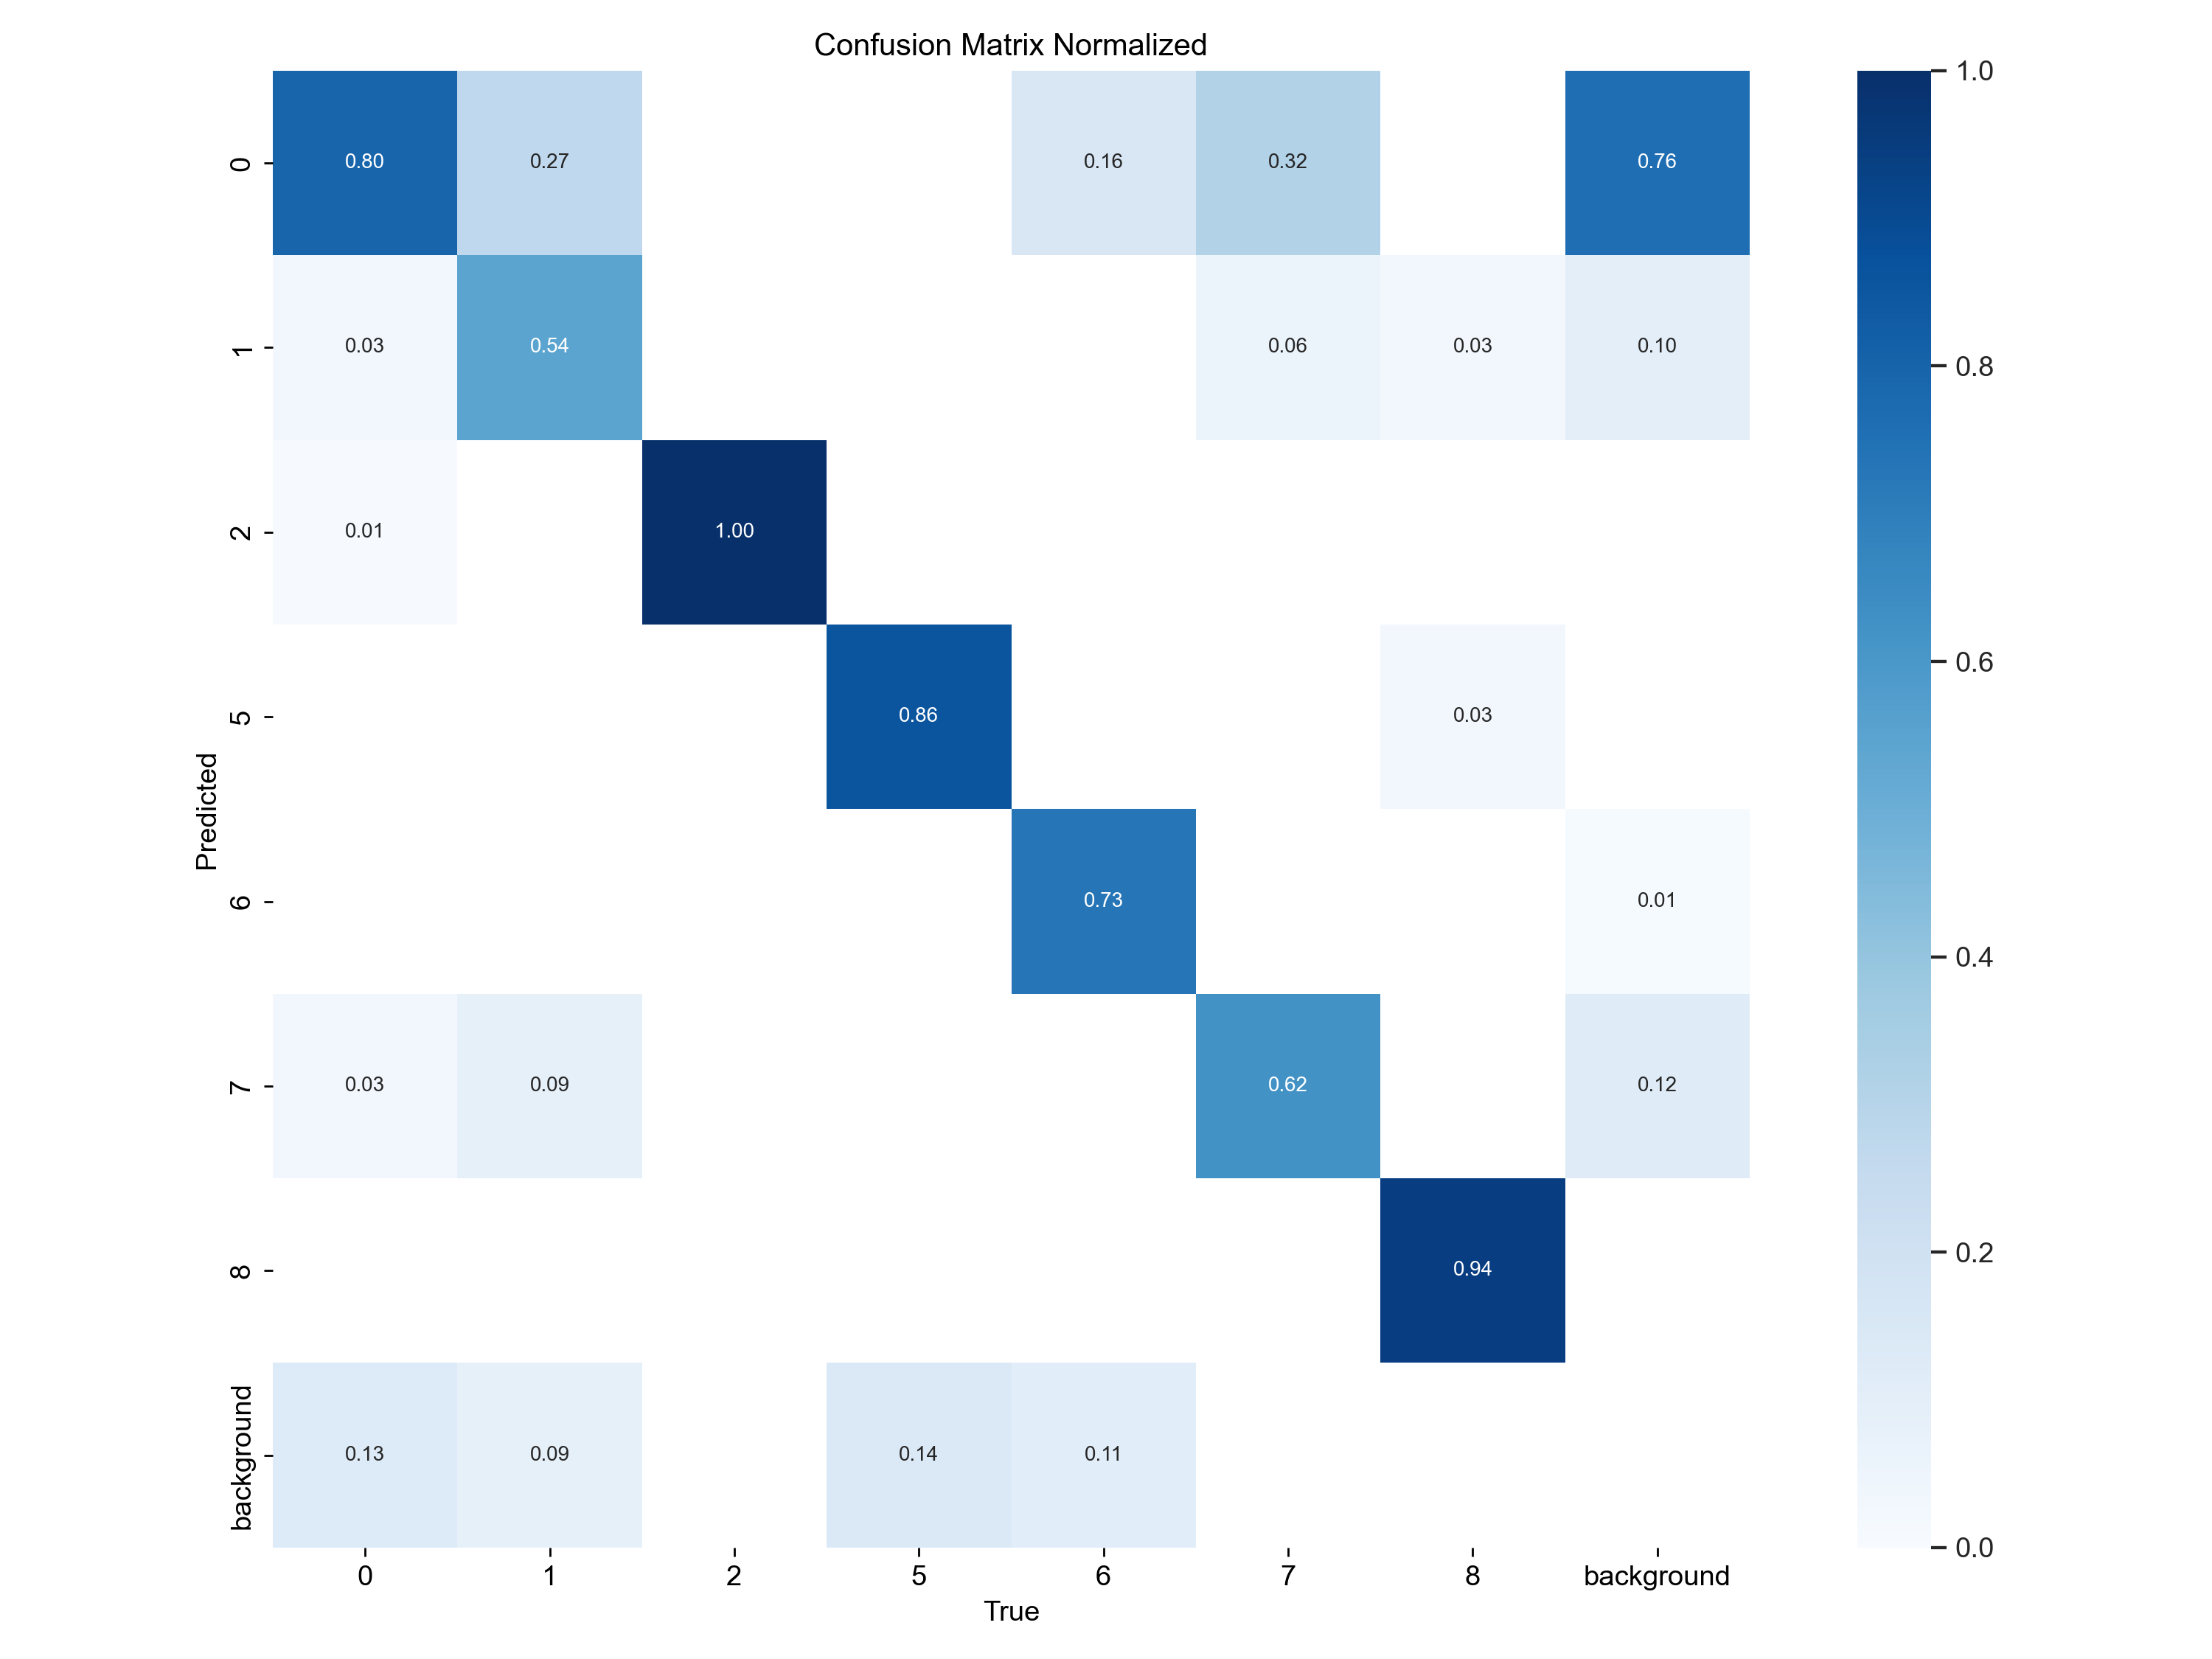 Confusion Matrix Normalized
0 0.80 0.27 0.16 0.32 0.76
1 0.03 0.54 0.06 0.03 0.10
2 0.01 1.00
5 0.86 0.03
6 0.73 0.01
7 0.03 0.09 0.62 0.12
8 0.94
background 0.13 0.09 0.14 0.11
Predicted
0 1 2 5 6 7 8 background
True
1.0
0.8
0.6
0.4
0.2
0.0